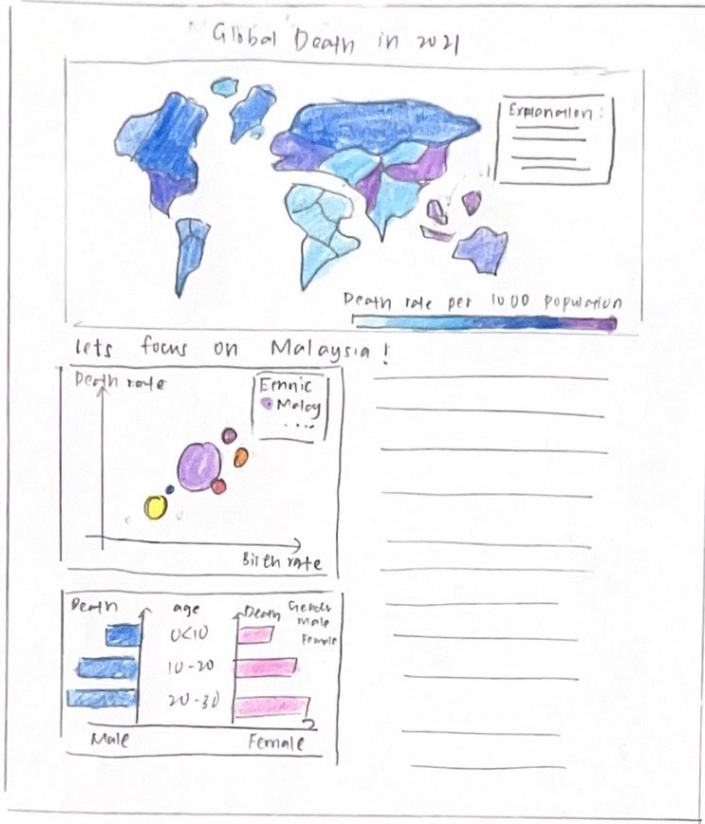 Global Death in 2021
Explanation :
Death rate per 1000 population
lets focus on Malaysia !
Death rate
Ethnic
Malay
...
Birth rate
Death
age
Death
Gender
Male
Female
0<10
10-20
20-30
Male
Female